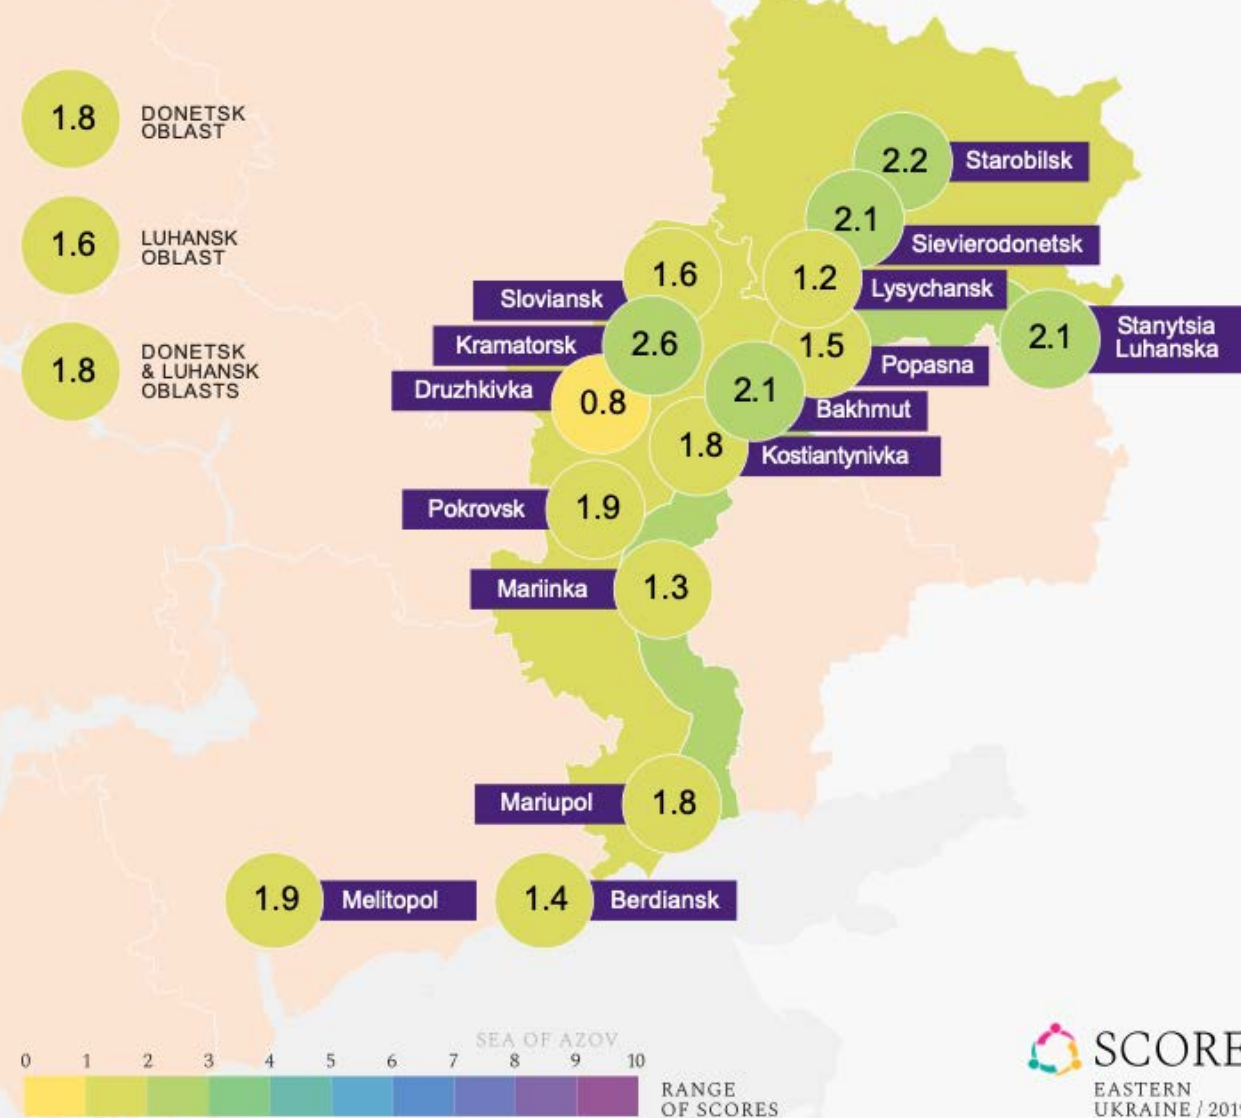 1.8 DONETSK
OBLAST
1.6 LUHANSK
OBLAST
1.8 DONETSK
& LUHANSK
OBLASTS
2.2 Starobilsk
2.1 Sievierodonetsk
Sloviansk 1.6
1.2 Lysychansk
2.1 Stanytsia
Luhanska
Kramatorsk 2.6
1.5 Popasna
Druzhkivka 0.8
2.1 Bakhmut
1.8 Kostiantynivka
Pokrovsk 1.9
Mariinka 1.3
Mariupol 1.8
1.9 Melitopol
1.4 Berdiansk
SEA OF AZOV
0 1 2 3 4 5 6 7 8 9 10
RANGE
OF SCORES
SCORE
EASTERN
UKRAINE / 2019